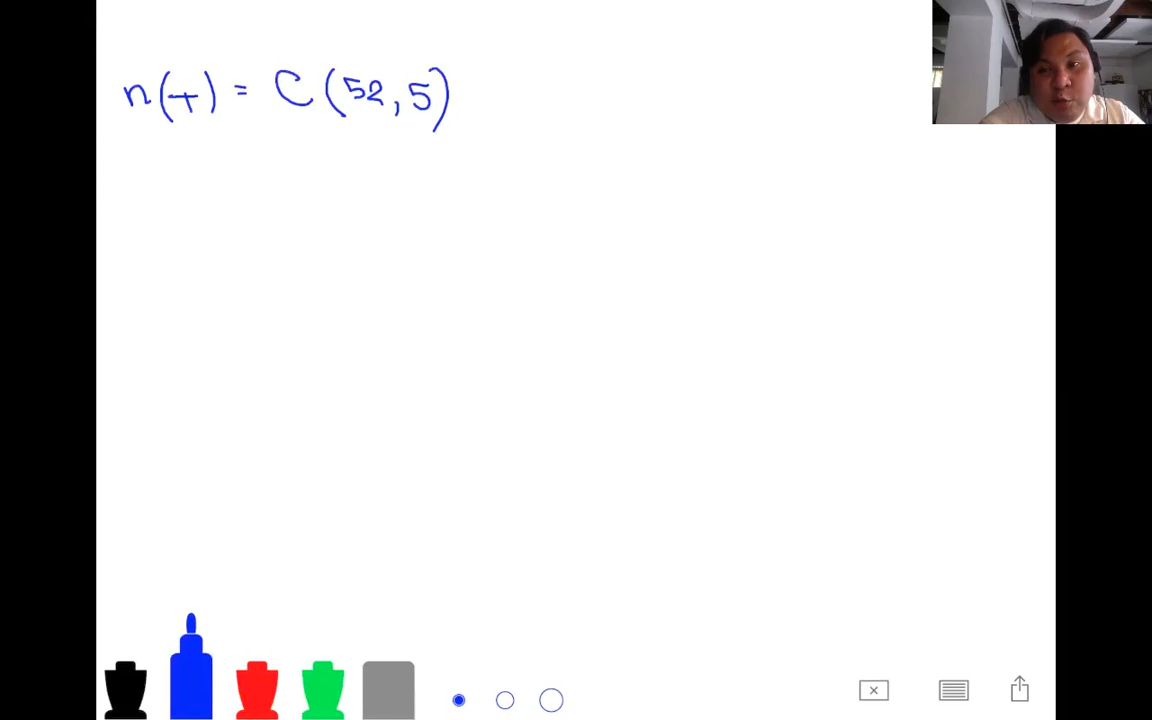 n(T) = C(52,5)